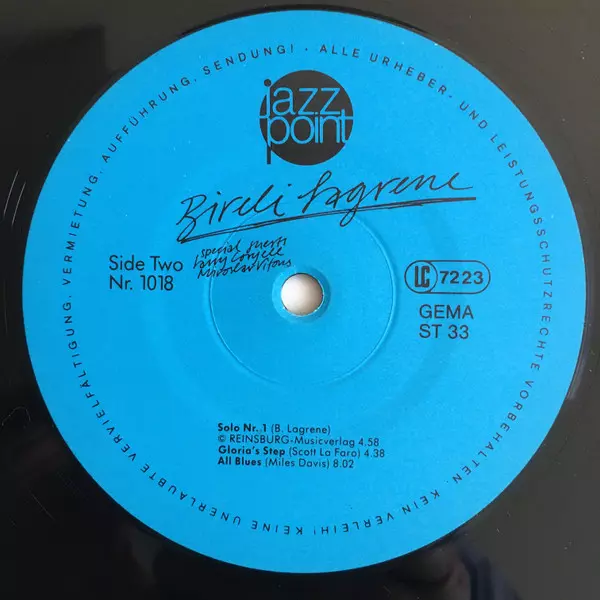 jazz
point
Bireli Lagrene
special guests
Larry Coryell
Miroslav Vitous
Side Two
Nr. 1018
LC 7223
GEMA
ST 33
Solo Nr. 1 (B. Lagrene)
© REINSBURG-Musicverlag 4.58
Gloria's Step (Scott La Faro) 4.38
All Blues (Miles Davis) 8.02
ALLE URHEBER- UND LEISTUNGSSCHUTZRECHTE VORBEHALTEN. KEIN VERLEIH! KEINE UNERLAUBTE VERVIELFÄLTIGUNG, VERMIETUNG, AUFFÜHRUNG, SENDUNG! •